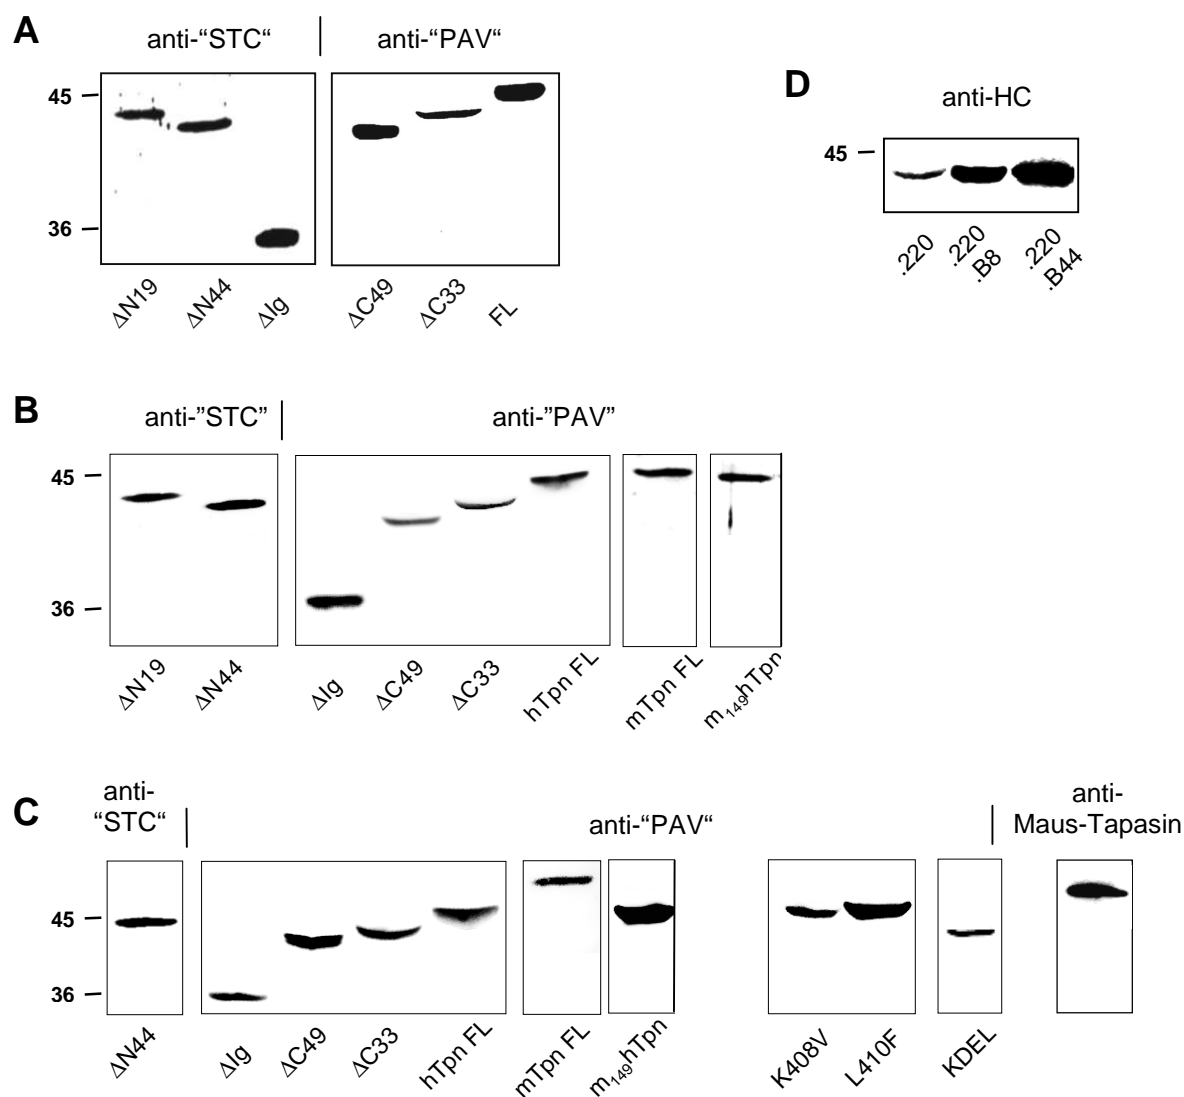 A
anti-“STC“
anti-“PAV“
45
36
ΔN19
ΔN44
ΔIg
ΔC49
ΔC33
FL
D
anti-HC
45
.220
.220
.B8
.220
.B44
B
anti-”STC”
anti-”PAV”
45
36
ΔN19
ΔN44
ΔIg
ΔC49
ΔC33
hTpn FL
mTpn FL
m₁₄₉hTpn
C
anti-
“STC“
anti-“PAV“
anti-
Maus-Tapasin
45
36
ΔN44
ΔIg
ΔC49
ΔC33
hTpn FL
mTpn FL
m₁₄₉hTpn
K408V
L410F
KDEL